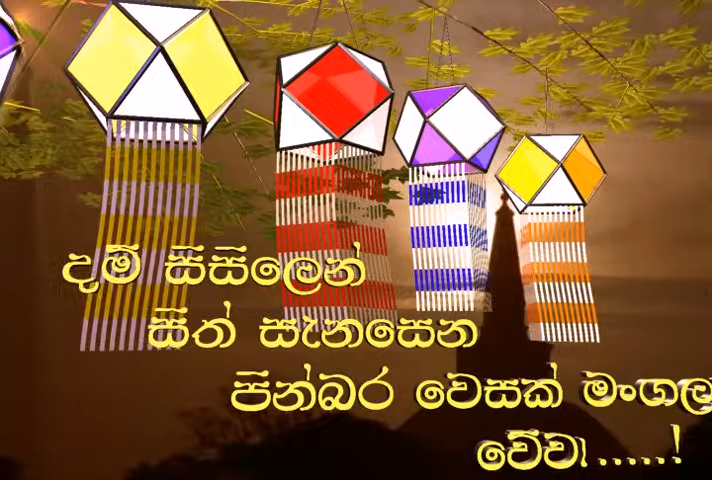 දම් සිසිලෙන්
සිත් සැනසෙන
පින්බර වෙසක් මංගල
වේවා......!